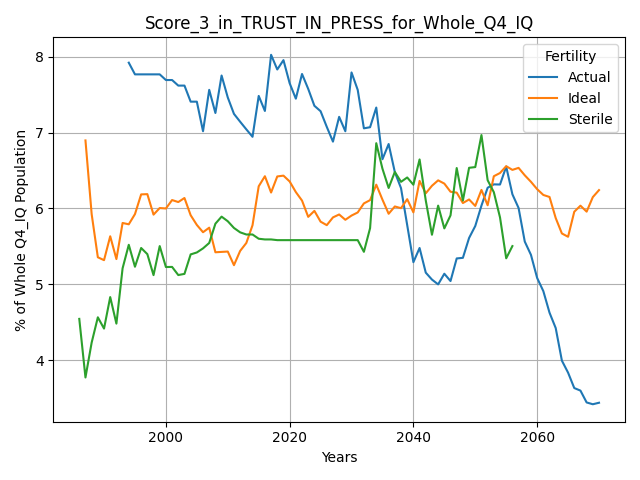 Score_3_in_TRUST_IN_PRESS_for_Whole_Q4_IQ
% of Whole Q4_IQ Population
8
7
6
5
4
Fertility
Actual
Ideal
Sterile
2000
2020
2040
2060
Years